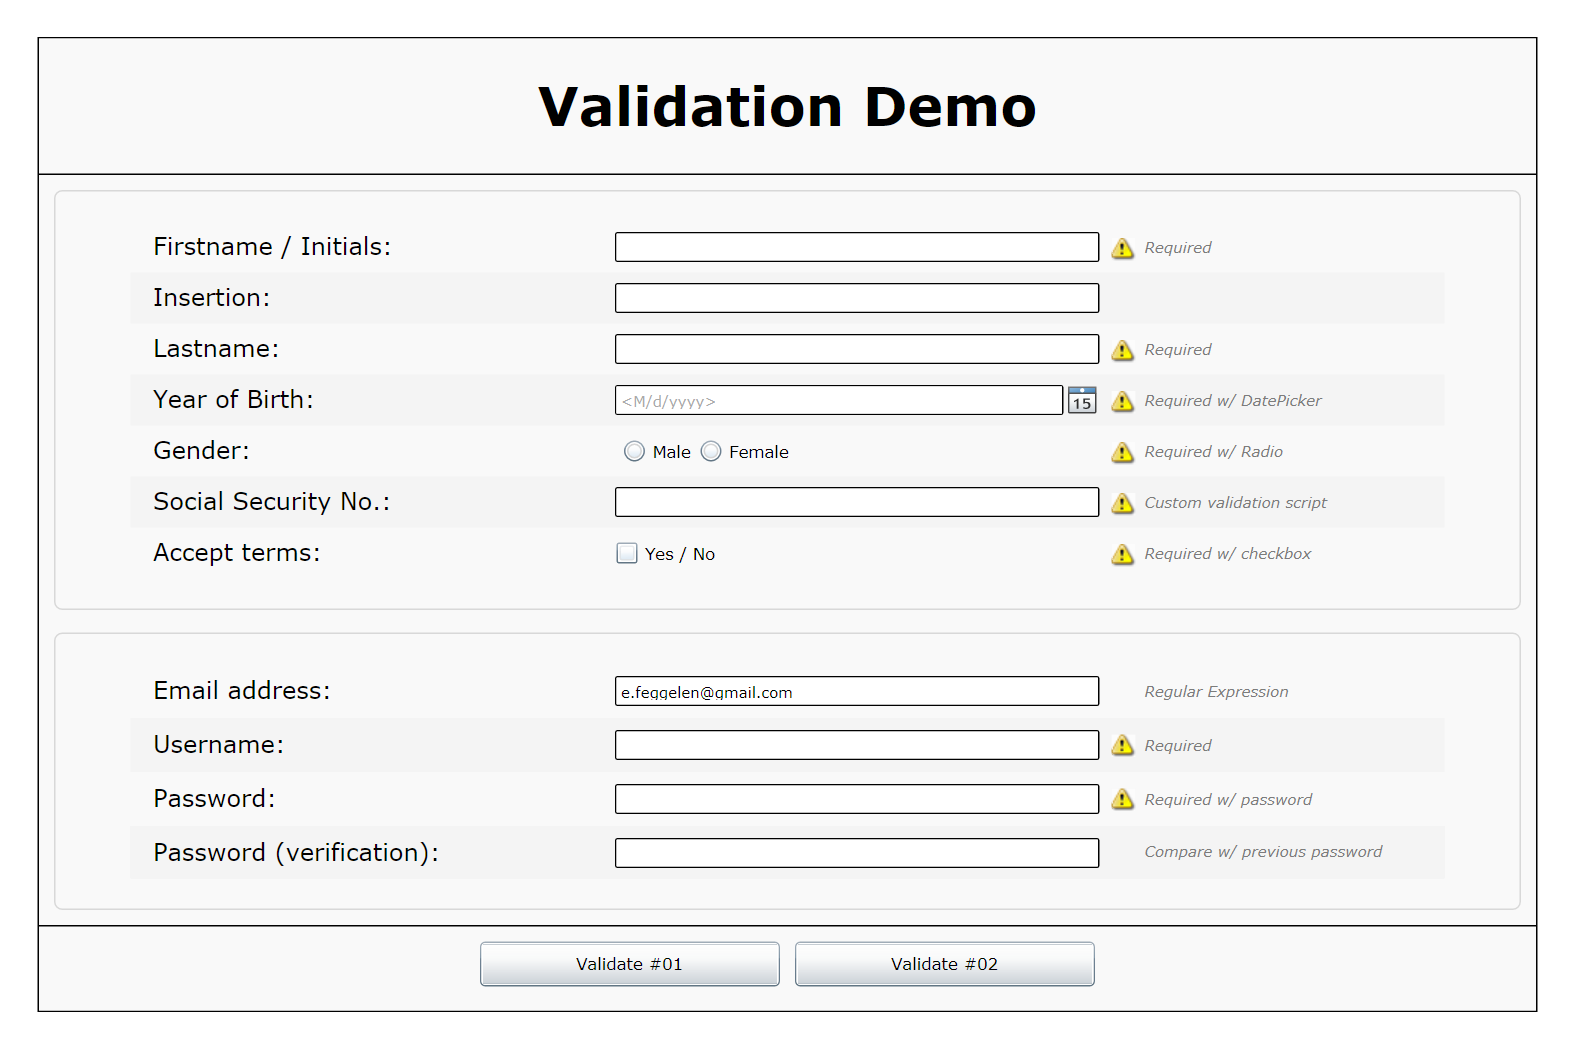 Validation Demo
Firstname / Initials: Required
Insertion:
Lastname: Required
Year of Birth: <M/d/yyyy> 15 Required w/ DatePicker
Gender: Male Female Required w/ Radio
Social Security No.: Custom validation script
Accept terms: Yes / No Required w/ checkbox
Email address: e.feggelen@gmail.com Regular Expression
Username: Required
Password: Required w/ password
Password (verification): Compare w/ previous password
Validate #01 Validate #02